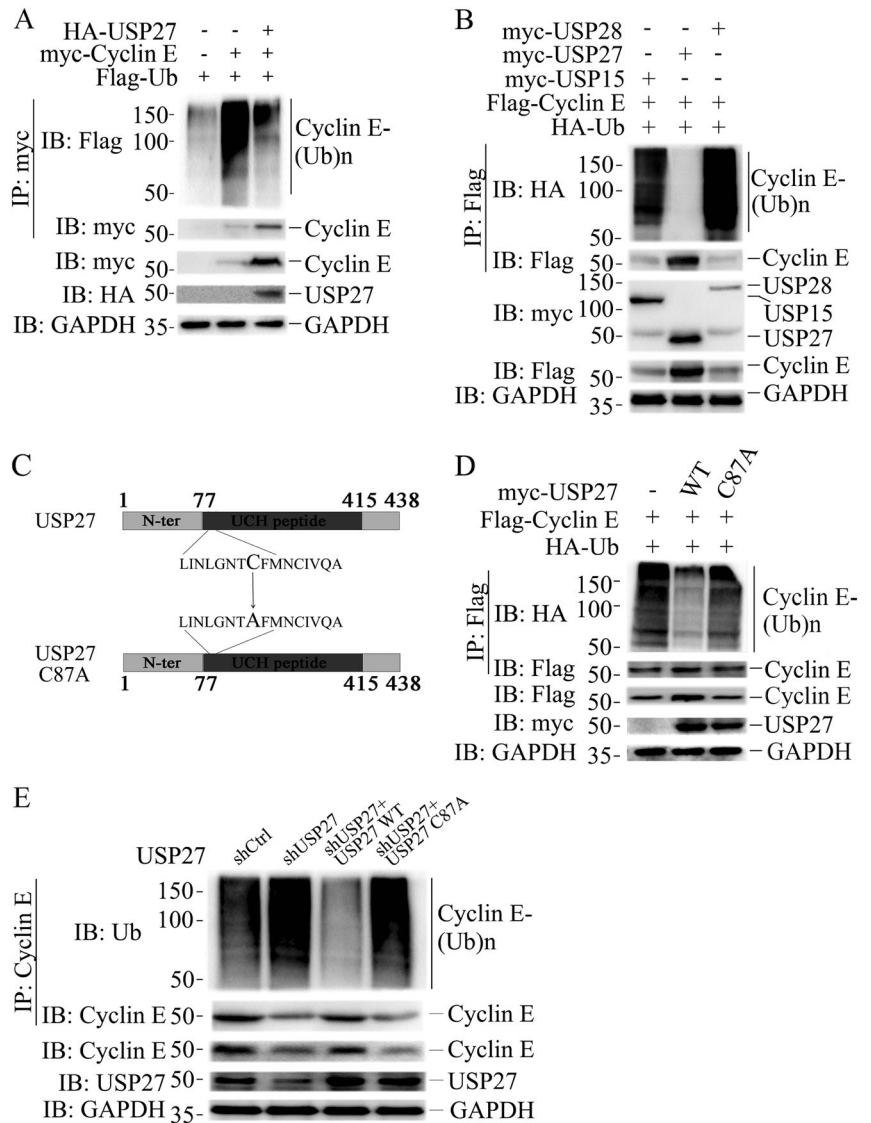 A
HA-USP27 - - +
myc-Cyclin E - + +
Flag-Ub + + +
IP: myc
IB: Flag
150-
100-
50-
Cyclin E-
(Ub)n
IB: myc 50- Cyclin E
IB: myc 50- Cyclin E
IB: HA 50- USP27
IB: GAPDH 35- GAPDH
B
myc-USP28 - - +
myc-USP27 - + -
myc-USP15 + - -
Flag-Cyclin E + + +
HA-Ub + + +
IP: Flag
IB: HA
150-
100-
50-
Cyclin E-
(Ub)n
IB: Flag 50- Cyclin E
IB: myc
150-
100-
50-
USP28
USP15
USP27
IB: Flag 50- Cyclin E
IB: GAPDH 35- GAPDH
C
1 77 415 438
USP27 N-ter UCH peptide
LINLGNTCFMNCIVQA
LINLGNTAFMNCIVQA
USP27
C87A
N-ter UCH peptide
1 77 415 438
D
myc-USP27 - WT C87A
Flag-Cyclin E + + +
HA-Ub + + +
IP: Flag
IB: HA
150-
100-
50-
Cyclin E-
(Ub)n
IB: Flag 50- Cyclin E
IB: Flag 50- Cyclin E
IB: myc 50- USP27
IB: GAPDH 35- GAPDH
E
USP27
shCtrl
shUSP27
shUSP27+
USP27 WT
shUSP27+
USP27 C87A
IP: Cyclin E
IB: Ub
150-
100-
50-
Cyclin E-
(Ub)n
IB: Cyclin E 50- Cyclin E
IB: Cyclin E 50- Cyclin E
IB: USP27 50- USP27
IB: GAPDH 35- GAPDH